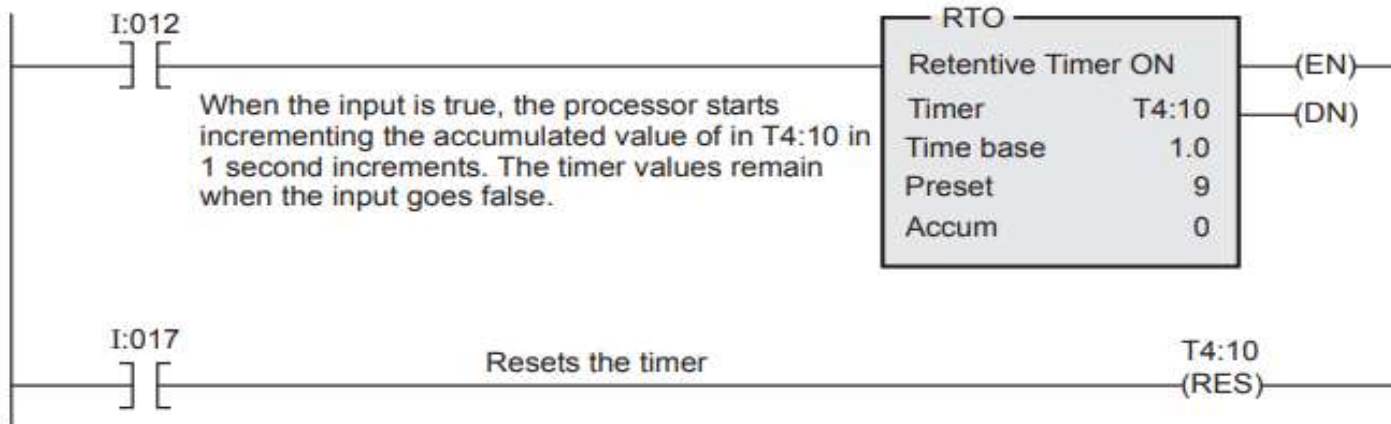 I:012
RTO
Retentive Timer ON
(EN)
When the input is true, the processor starts
incrementing the accumulated value of in T4:10 in
1 second increments. The timer values remain
when the input goes false.
Timer T4:10
(DN)
Time base 1.0
Preset 9
Accum 0
I:017
Resets the timer
T4:10
(RES)